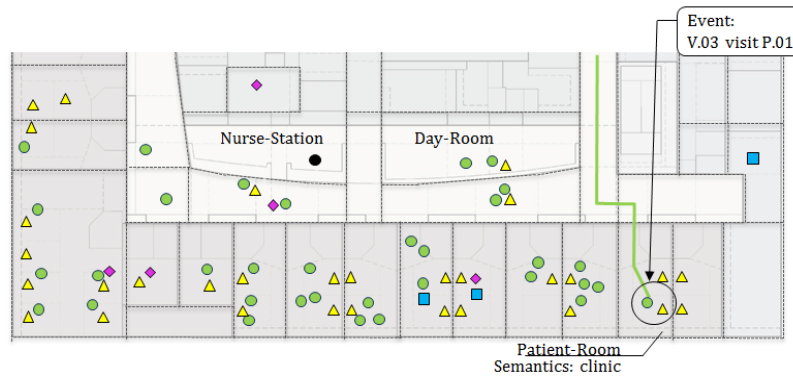 Event:
V.03 visit P.01
Nurse-Station
Day-Room
Patient-Room
Semantics: clinic